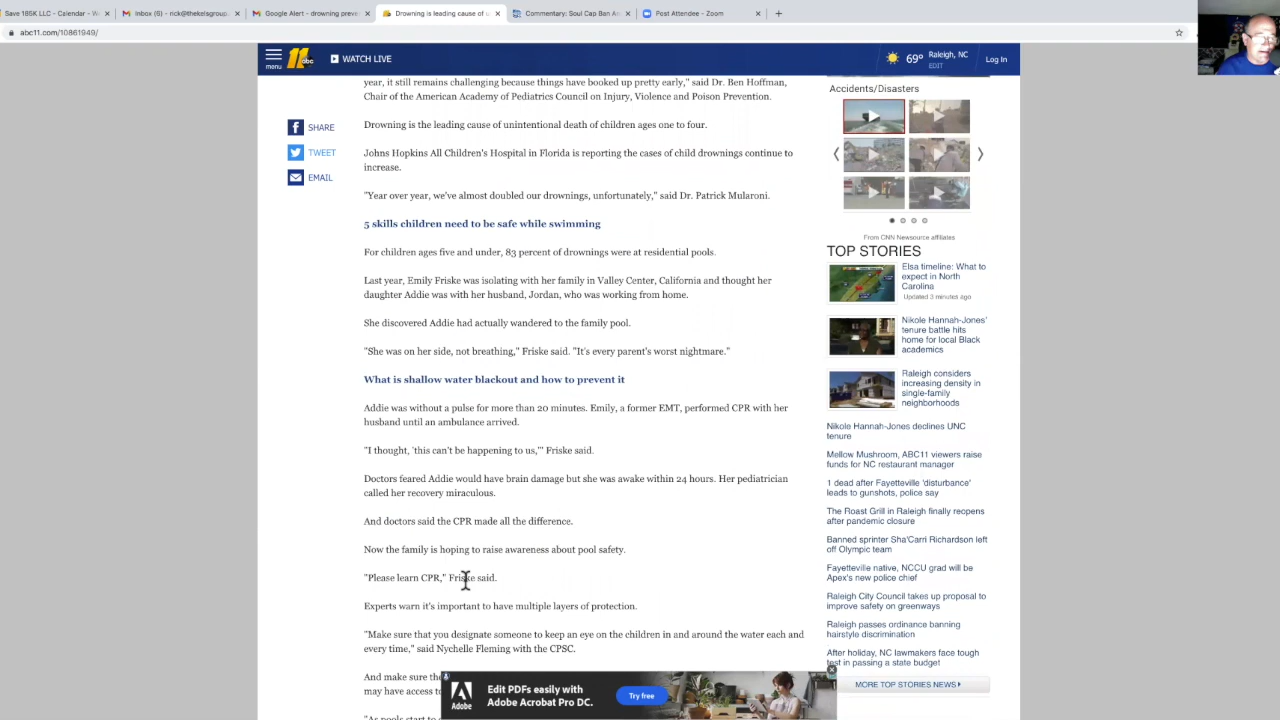 Save 185K LLC - Calendar - We
Inbox (6) - rick@thekelsgroup.
Google Alert - drowning preve
Drowning is leading cause of u
Commentary: Soul Cap Ban A
Post Attendee - Zoom
abc11.com/10861949/
menu
11 abc
WATCH LIVE
69°
Raleigh, NC
EDIT
Log In
SHARE
TWEET
EMAIL
year, it still remains challenging because things have booked up pretty early," said Dr. Ben Hoffman,
Chair of the American Academy of Pediatrics Council on Injury, Violence and Poison Prevention.
Drowning is the leading cause of unintentional death of children ages one to four.
Johns Hopkins All Children's Hospital in Florida is reporting the cases of child drownings continue to
increase.
"Year over year, we've almost doubled our drownings, unfortunately," said Dr. Patrick Mularoni.
5 skills children need to be safe while swimming
For children ages five and under, 83 percent of drownings were at residential pools.
Last year, Emily Friske was isolating with her family in Valley Center, California and thought her
daughter Addie was with her husband, Jordan, who was working from home.
She discovered Addie had actually wandered to the family pool.
"She was on her side, not breathing," Friske said. "It's every parent's worst nightmare."
What is shallow water blackout and how to prevent it
Addie was without a pulse for more than 20 minutes. Emily, a former EMT, performed CPR with her
husband until an ambulance arrived.
"I thought, 'this can't be happening to us,'" Friske said.
Doctors feared Addie would have brain damage but she was awake within 24 hours. Her pediatrician
called her recovery miraculous.
And doctors said the CPR made all the difference.
Now the family is hoping to raise awareness about pool safety.
"Please learn CPR," Friske said.
Experts warn it's important to have multiple layers of protection.
"Make sure that you designate someone to keep an eye on the children in and around the water each and
every time," said Nychelle Fleming with the CPSC.
And make sure the
may have access to
"As pools start to
Accidents/Disasters
From CNN Newsource affiliates
TOP STORIES
Elsa timeline: What to
expect in North
Carolina
Updated 3 minutes ago
Nikole Hannah-Jones'
tenure battle hits
home for local Black
academics
Raleigh considers
increasing density in
single-family
neighborhoods
Nikole Hannah-Jones declines UNC
tenure
Mellow Mushroom, ABC11 viewers raise
funds for NC restaurant manager
1 dead after Fayetteville 'disturbance'
leads to gunshots, police say
The Roast Grill in Raleigh finally reopens
after pandemic closure
Banned sprinter Sha'Carri Richardson left
off Olympic team
Fayetteville native, NCCU grad will be
Apex's new police chief
Raleigh City Council takes up proposal to
improve safety on greenways
Raleigh passes ordinance banning
hairstyle discrimination
After holiday, NC lawmakers face tough
test in passing a state budget
MORE TOP STORIES NEWS
Adobe
Edit PDFs easily with
Adobe Acrobat Pro DC.
Try free